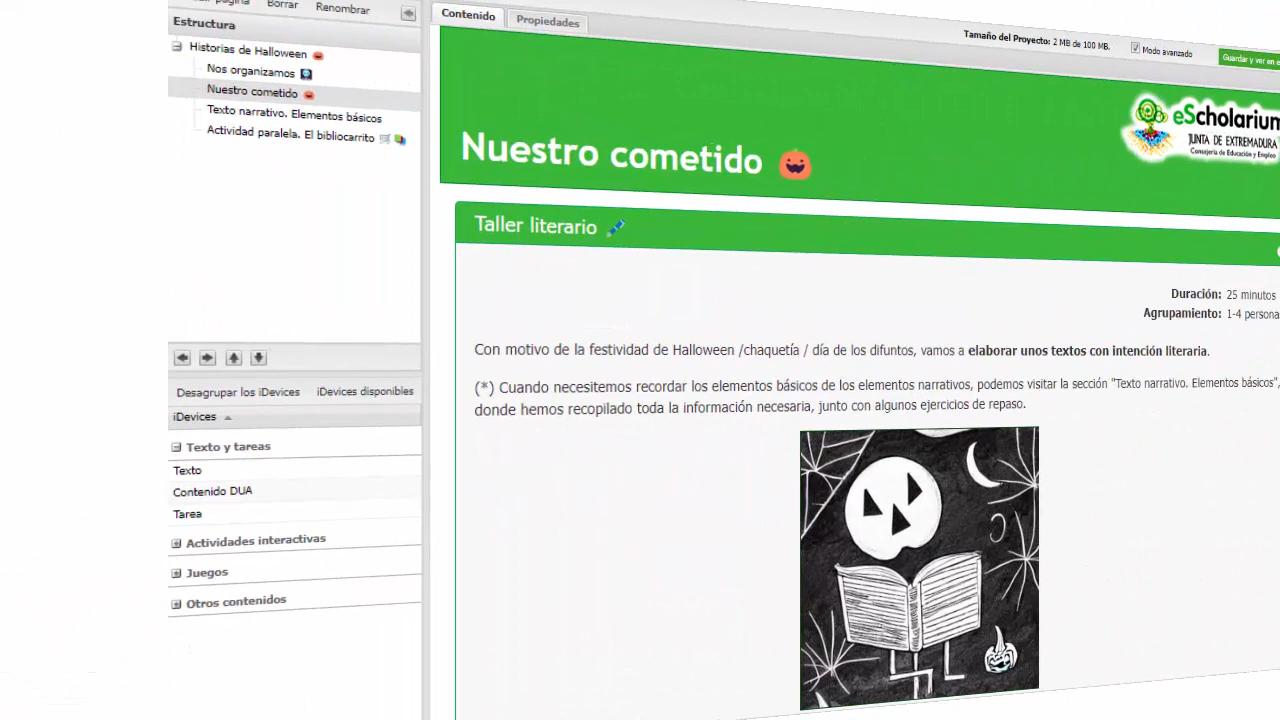 Borrar
Renombrar
Estructura
Historias de Halloween
Nos organizamos
Nuestro cometido
Texto narrativo. Elementos básicos
Actividad paralela. El bibliocarrito
Desagrupar los iDevices
iDevices disponibles
iDevices
Texto y tareas
Texto
Contenido DUA
Tarea
Actividades interactivas
Juegos
Otros contenidos
Contenido
Propiedades
Tamaño del Proyecto: 2 MB de 100 MB.
Modo avanzado
Guardar y ver en
eScholarium
JUNTA DE EXTREMADURA
Consejería de Educación y Empleo
Nuestro cometido
Taller literario
Duración: 25 minutos
Agrupamiento: 1-4 persona
Con motivo de la festividad de Halloween /chaquetía / día de los difuntos, vamos a elaborar unos textos con intención literaria.
(*) Cuando necesitemos recordar los elementos básicos de los elementos narrativos, podemos visitar la sección "Texto narrativo. Elementos básicos",
donde hemos recopilado toda la información necesaria, junto con algunos ejercicios de repaso.